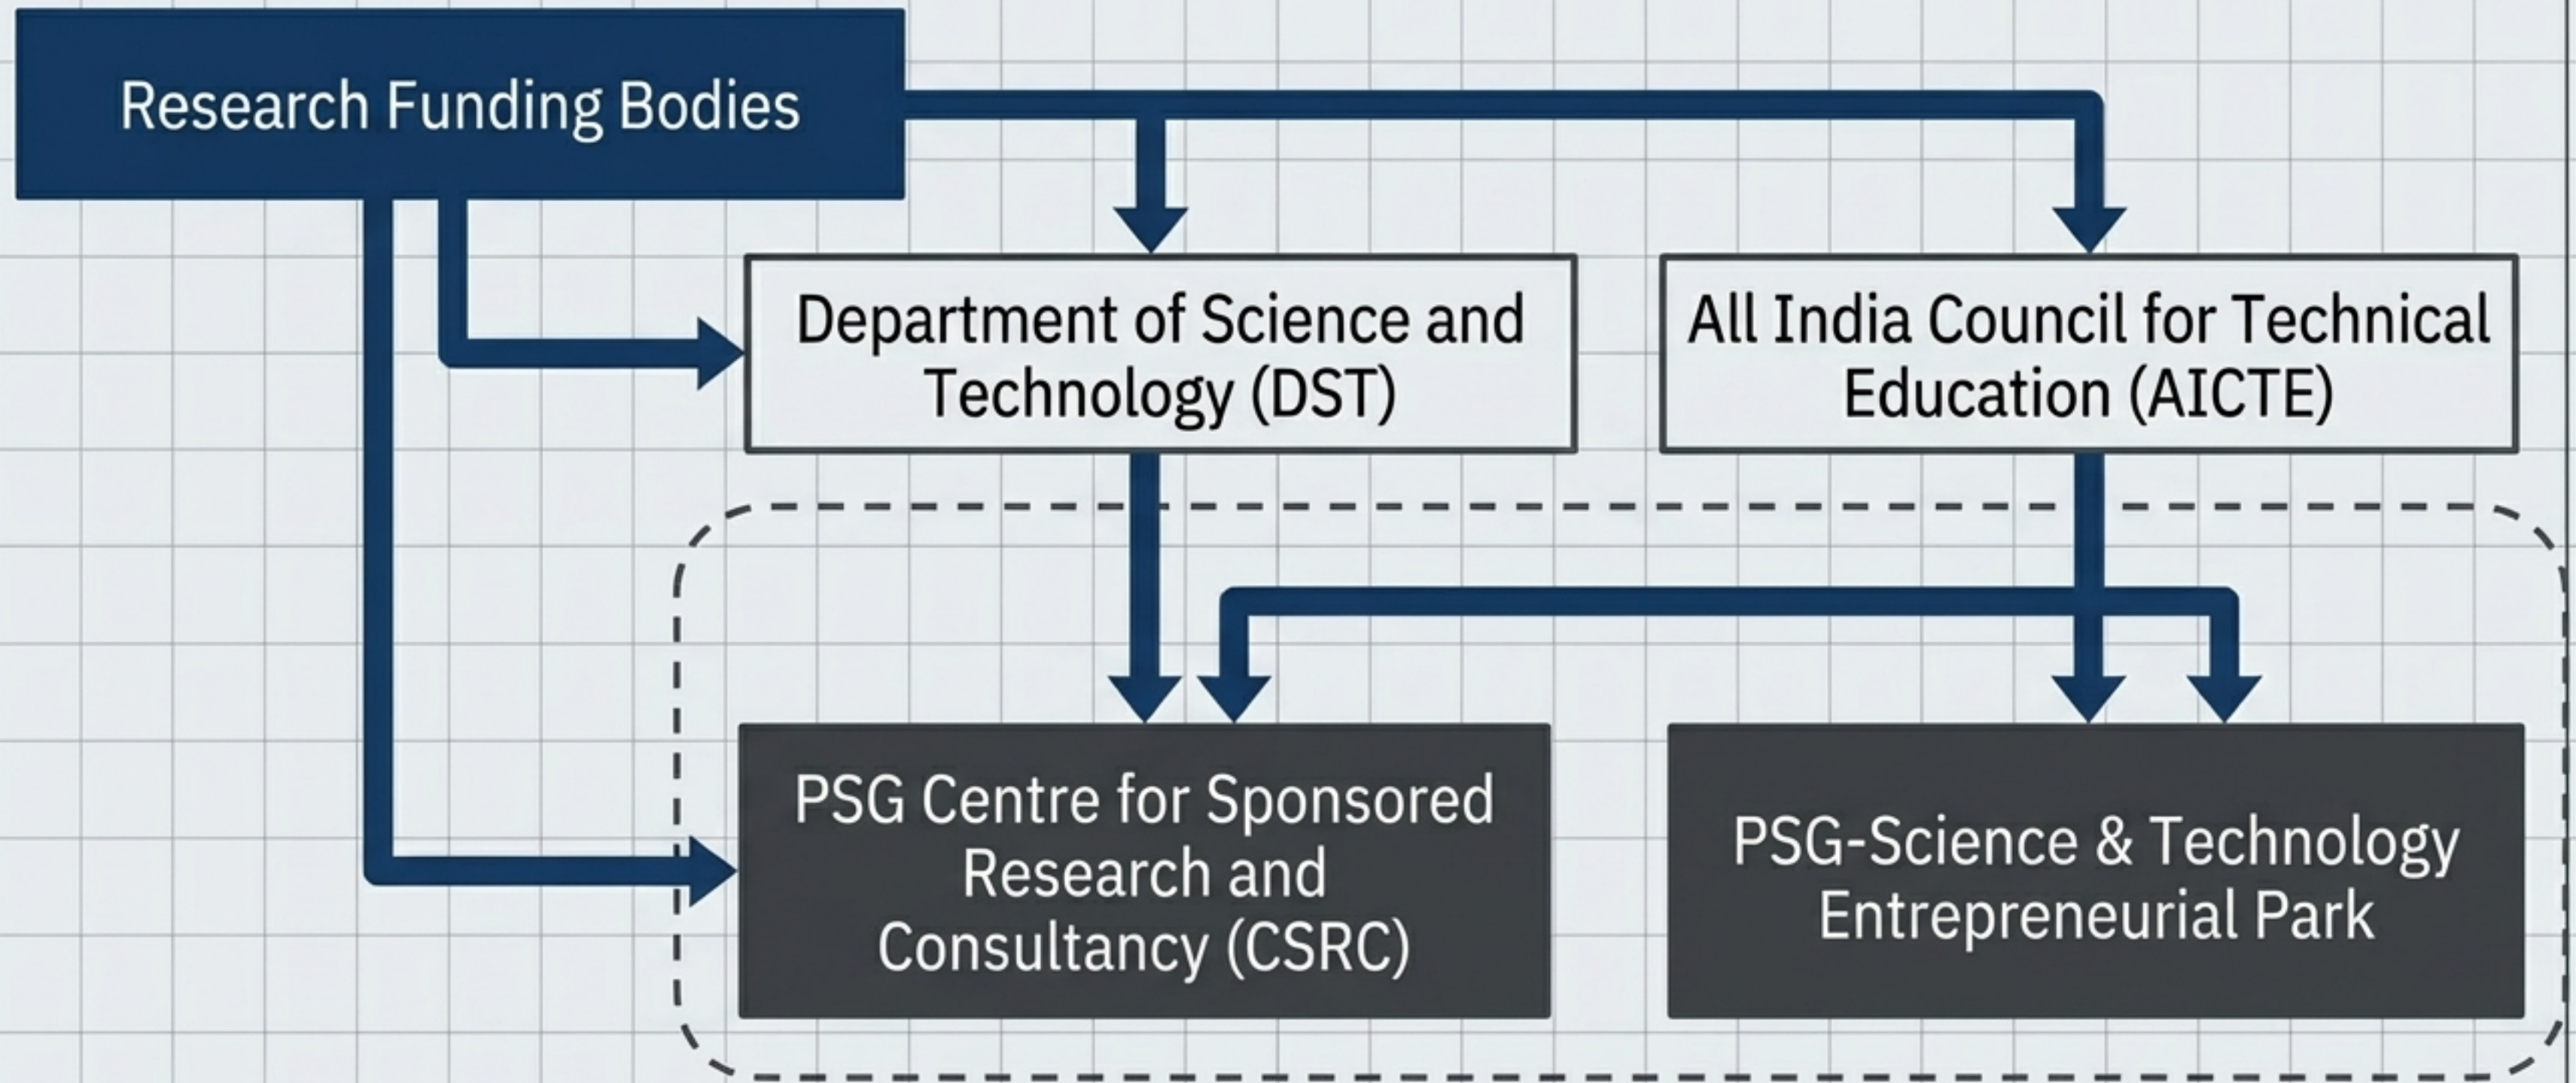 Research Funding Bodies
Department of Science and
Technology (DST)
All India Council for Technical
Education (AICTE)
PSG Centre for Sponsored
Research and
Consultancy (CSRC)
PSG-Science & Technology
Entrepreneurial Park